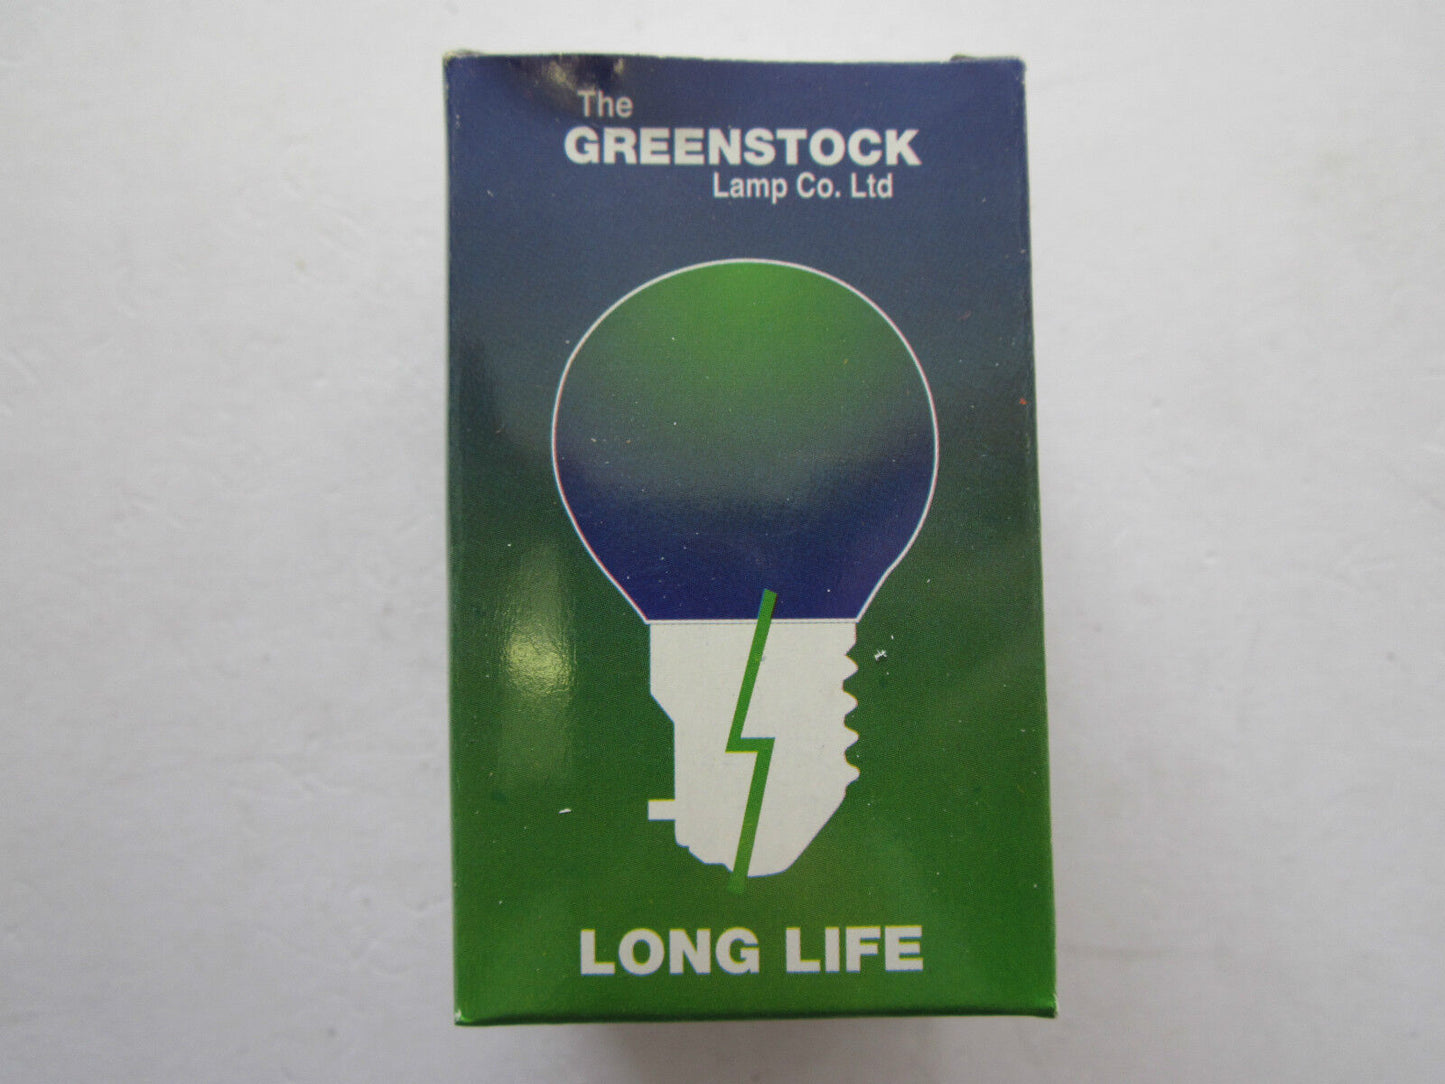 The
GREENSTOCK
Lamp Co. Ltd
LONG LIFE